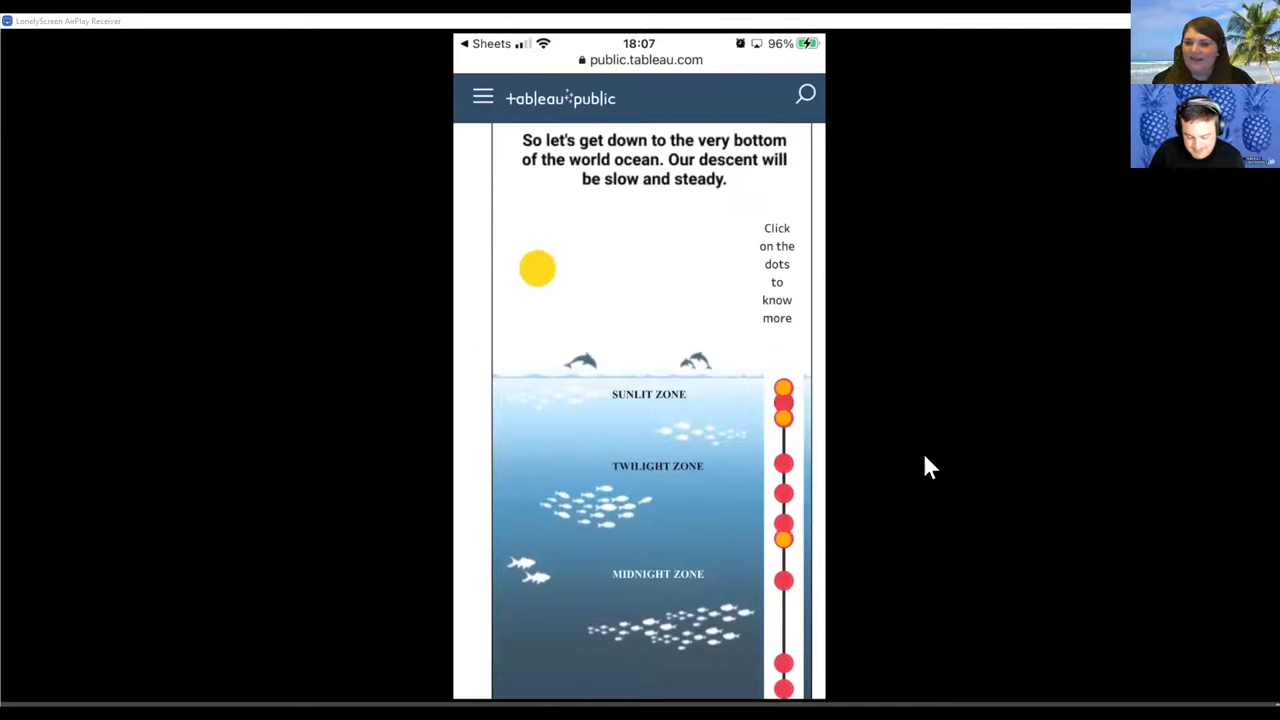 LonelyScreen AirPlay Receiver
Sheets
18:07
96%
public.tableau.com
tableau public
So let's get down to the very bottom
of the world ocean. Our descent will
be slow and steady.
Click
on the
dots
to
know
more
SUNLIT ZONE
TWILIGHT ZONE
MIDNIGHT ZONE